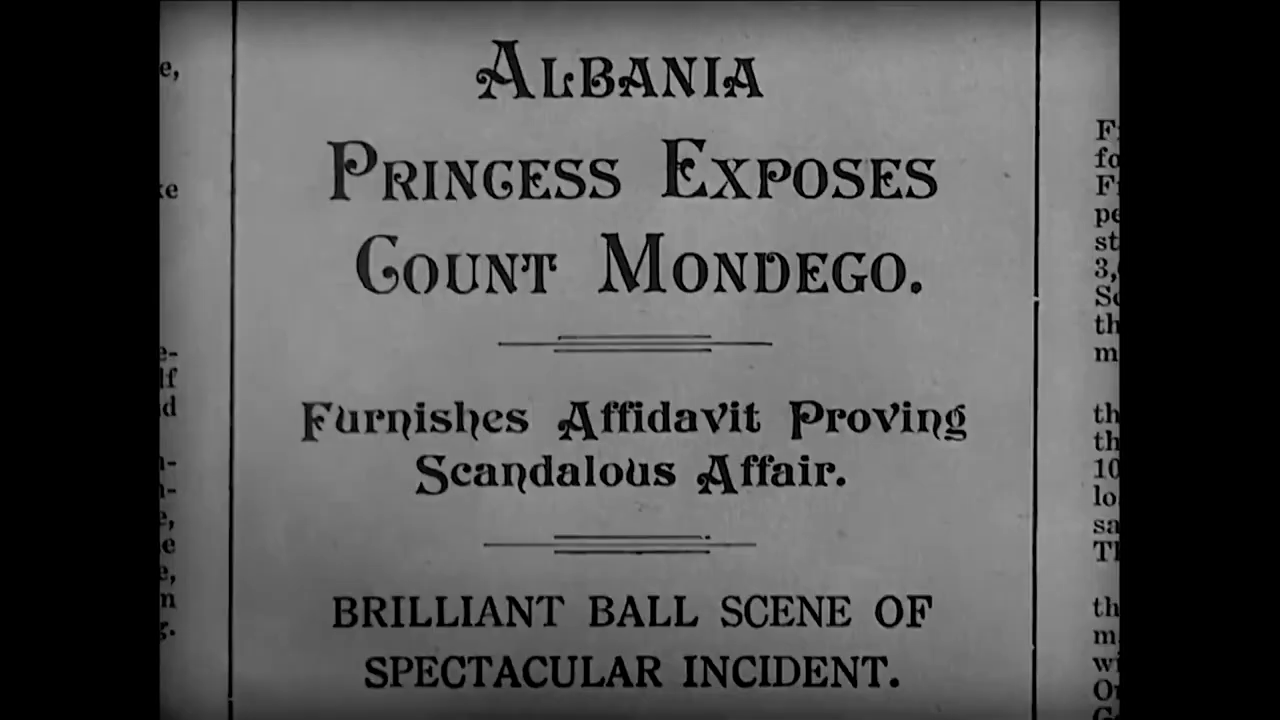 ALBANIA
PRINCESS EXPOSES
COUNT MONDEGO.
Furnishes Affidavit Proving
Scandalous Affair.
BRILLIANT BALL SCENE OF
SPECTACULAR INCIDENT.